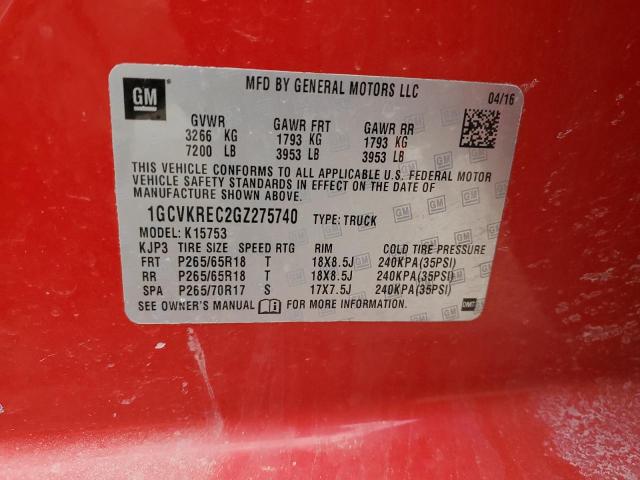 GM
MFD BY GENERAL MOTORS LLC
04/16
GVWR GAWR FRT GAWR RR
3266 KG 1793 KG 1793 KG
7200 LB 3953 LB 3953 LB
THIS VEHICLE CONFORMS TO ALL APPLICABLE U.S. FEDERAL MOTOR
VEHICLE SAFETY STANDARDS IN EFFECT ON THE DATE OF
MANUFACTURE SHOWN ABOVE.
1GCVKREC2GZ275740 TYPE: TRUCK
MODEL: K15753
KJP3 TIRE SIZE SPEED RTG RIM COLD TIRE PRESSURE
FRT P265/65R18 T 18X8.5J 240KPA(35PSI)
RR P265/65R18 T 18X8.5J 240KPA(35PSI)
SPA P265/70R17 S 17X7.5J 240KPA(35PSI)
SEE OWNER'S MANUAL FOR MORE INFORMATION.
DMT